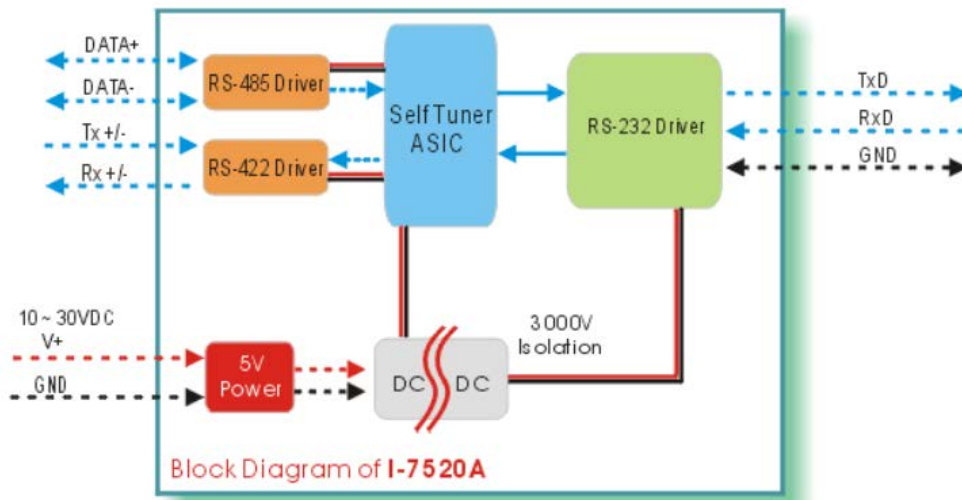 DATA+
DATA-
Tx +/-
Rx +/-
RS-485 Driver
RS-422 Driver
Self Tuner
ASIC
RS-232 Driver
TxD
RxD
GND
10 ~ 30VDC
V+
GND
5V
Power
DC DC
3000V
Isolation
Block Diagram of I-7520A